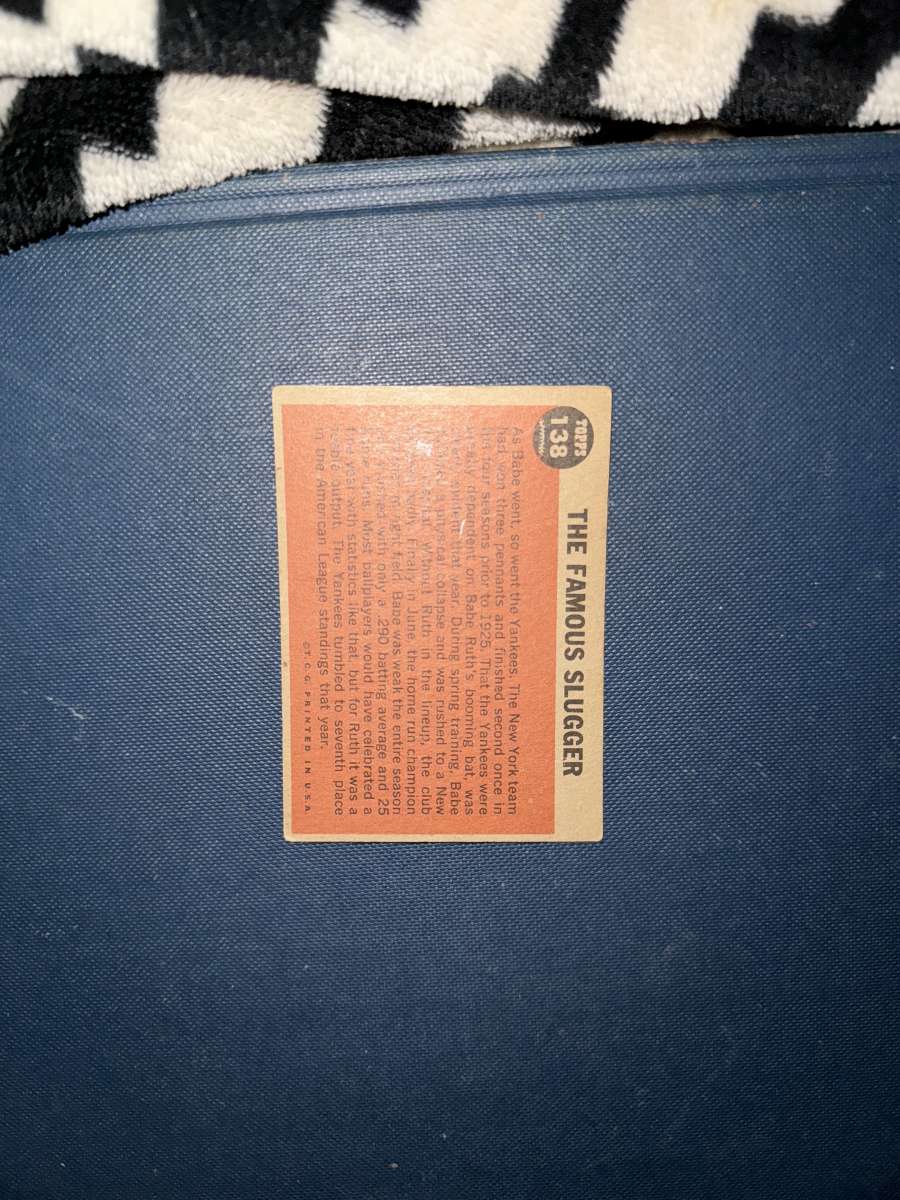 TOPPS
138
THE FAMOUS SLUGGER
As Babe went, so went the Yankees. The New York team
had won three pennants and finished second once in
four seasons prior to 1925. That the Yankees were
dependent on Babe Ruth's booming bat, was
evident that year. During spring training, Babe
a physical collapse and was rushed to a New
Without Ruth in the lineup, the club
Finally in June, the home run champion
right field. Babe was weak the entire season
with only a .290 batting average and 25
runs. Most ballplayers would have celebrated a
year with statistics like that, but for Ruth it was a
output. The Yankees tumbled to seventh place
in the American League standings that year.
©T. C. G. PRINTED IN U.S.A.